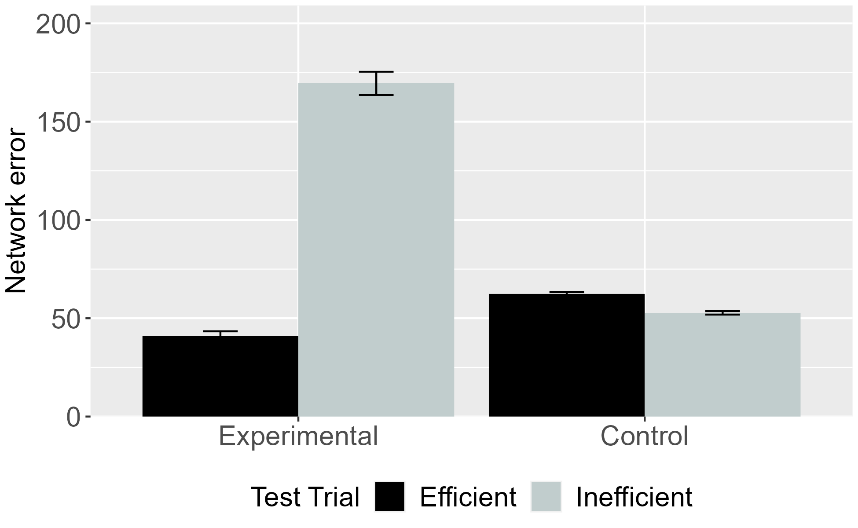 200
150
100
50
0
Network error
Experimental Control
Test Trial Efficient Inefficient